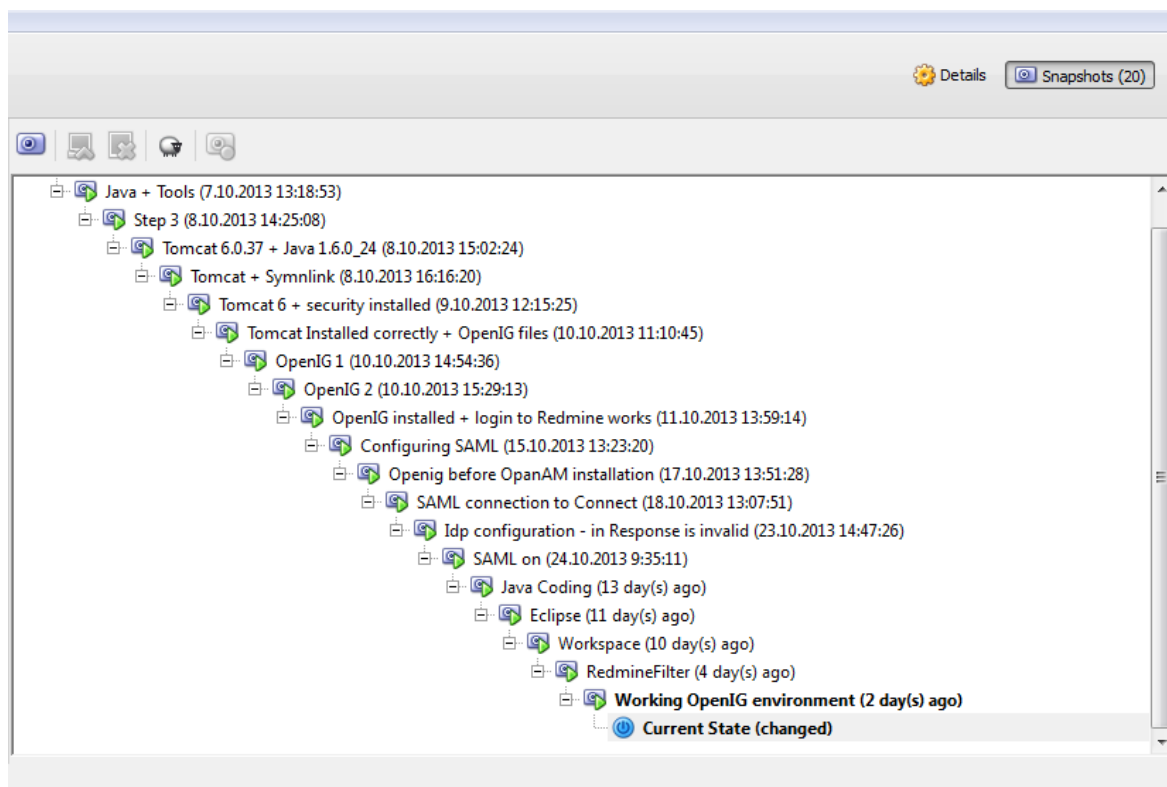 Details
Snapshots (20)
Java + Tools (7.10.2013 13:18:53)
Step 3 (8.10.2013 14:25:08)
Tomcat 6.0.37 + Java 1.6.0_24 (8.10.2013 15:02:24)
Tomcat + Symnlink (8.10.2013 16:16:20)
Tomcat 6 + security installed (9.10.2013 12:15:25)
Tomcat Installed correctly + OpenIG files (10.10.2013 11:10:45)
OpenIG 1 (10.10.2013 14:54:36)
OpenIG 2 (10.10.2013 15:29:13)
OpenIG installed + login to Redmine works (11.10.2013 13:59:14)
Configuring SAML (15.10.2013 13:23:20)
Openig before OpanAM installation (17.10.2013 13:51:28)
SAML connection to Connect (18.10.2013 13:07:51)
Idp configuration - in Response is invalid (23.10.2013 14:47:26)
SAML on (24.10.2013 9:35:11)
Java Coding (13 day(s) ago)
Eclipse (11 day(s) ago)
Workspace (10 day(s) ago)
RedmineFilter (4 day(s) ago)
Working OpenIG environment (2 day(s) ago)
Current State (changed)